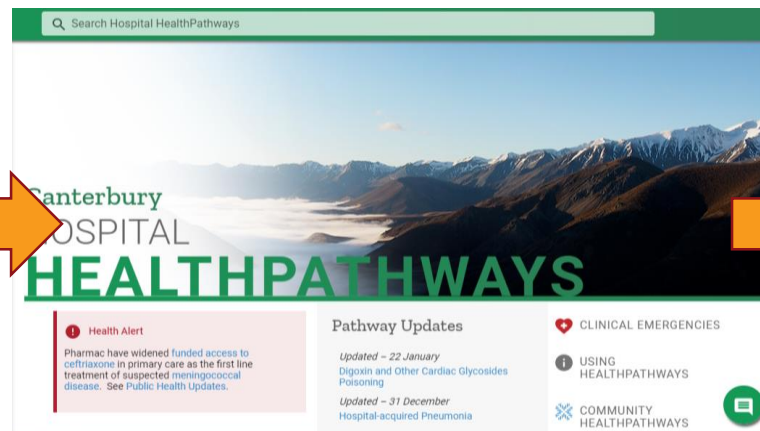 Search Hospital HealthPathways
Canterbury
HOSPITAL
HEALTHPATHWAYS
Health Alert
Pharmac have widened funded access to
ceftriaxone in primary care as the first line
treatment of suspected meningococcal
disease. See Public Health Updates.
Pathway Updates
Updated – 22 January
Digoxin and Other Cardiac Glycosides
Poisoning
Updated – 31 December
Hospital-acquired Pneumonia
CLINICAL EMERGENCIES
USING
HEALTHPATHWAYS
COMMUNITY
HEALTHPATHWAYS